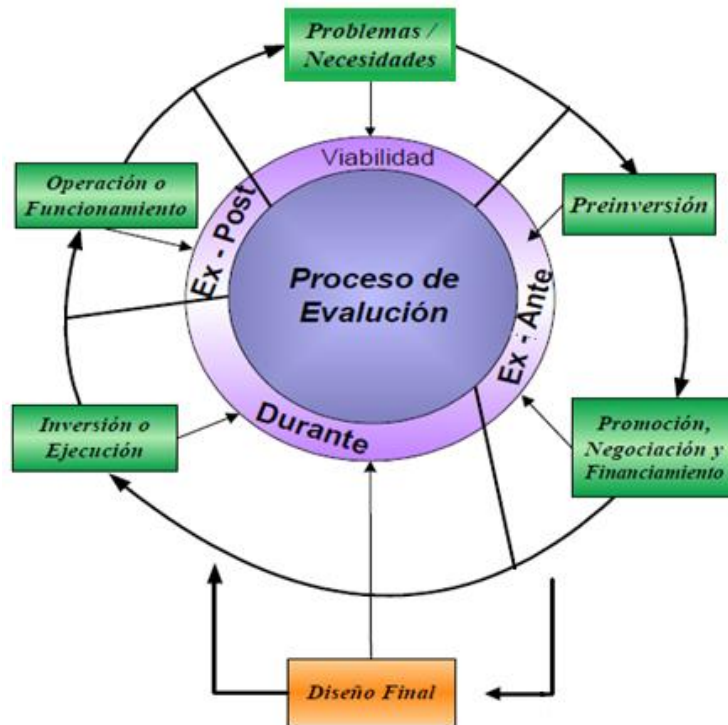 Problemas /
Necesidades
Viabilidad
Operación o
Funcionamiento
Preinversión
Ex - Post
Proceso de
Evalución
Ex - Ante
Inversión o
Ejecución
Durante
Promoción,
Negociación y
Financiamiento
Diseño Final